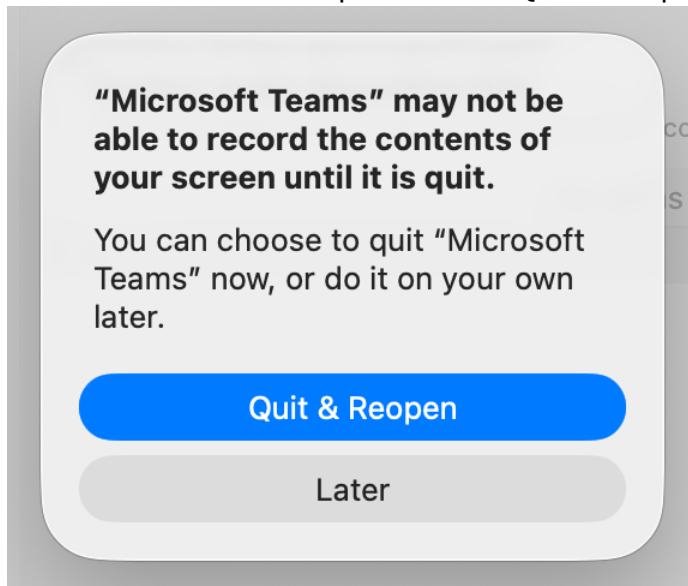 “Microsoft Teams” may not be
able to record the contents of
your screen until it is quit.
You can choose to quit “Microsoft
Teams” now, or do it on your own
later.
Quit & Reopen
Later